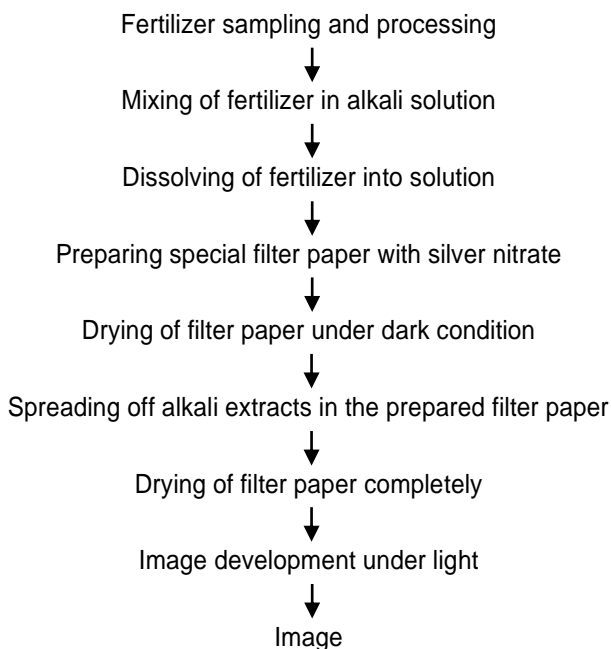 Fertilizer sampling and processing
Mixing of fertilizer in alkali solution
Dissolving of fertilizer into solution
Preparing special filter paper with silver nitrate
Drying of filter paper under dark condition
Spreading off alkali extracts in the prepared filter paper
Drying of filter paper completely
Image development under light
Image